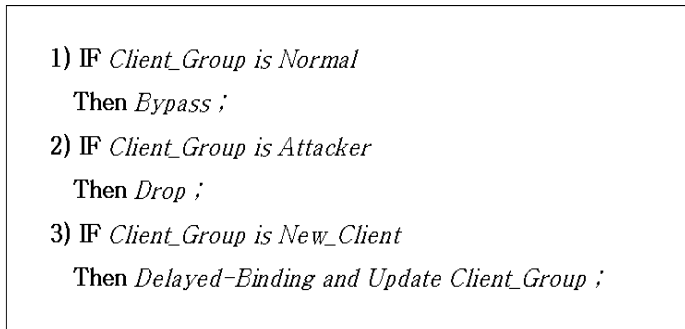 1) IF Client_Group is Normal
Then Bypass ;
2) IF Client_Group is Attacker
Then Drop ;
3) IF Client_Group is New_Client
Then Delayed-Binding and Update Client_Group ;